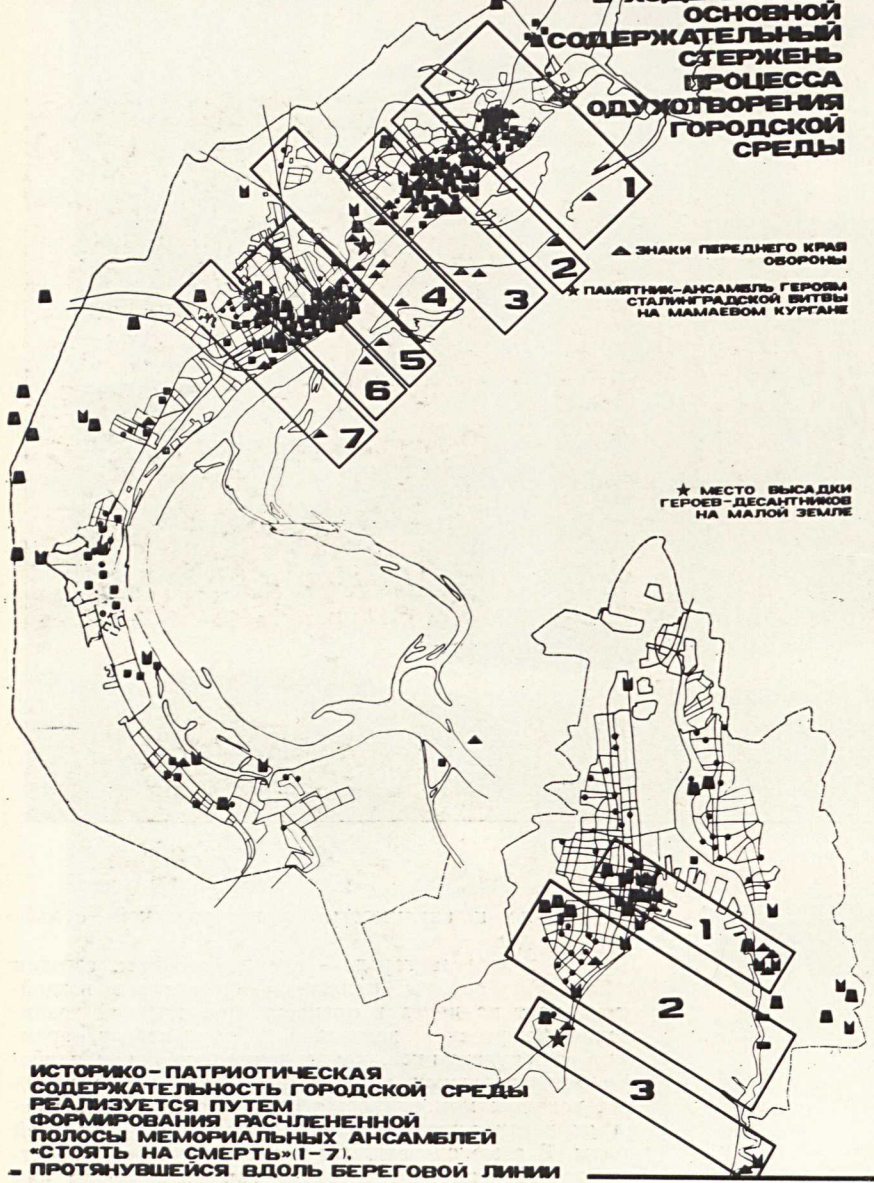 ОСНОВНОЙ
СОДЕРЖАТЕЛЬНЫЙ
СТЕРЖЕНЬ
ПРОЦЕССА
ОДУХОТВОРЕНИЯ
ГОРОДСКОЙ
СРЕДЫ
1
▲ ЗНАКИ ПЕРЕДНЕГО КРАЯ
ОБОРОНЫ
2
★ ПАМЯТНИК-АНСАМБЛЬ ГЕРОЯМ
СТАЛИНГРАДСКОЙ БИТВЫ
НА МАМАЕВОМ КУРГАНЕ
3
4
5
6
7
★ МЕСТО ВЫСАДКИ
ГЕРОЕВ-ДЕСАНТНИКОВ
НА МАЛОЙ ЗЕМЛЕ
1
2
3
ИСТОРИКО-ПАТРИОТИЧЕСКАЯ
СОДЕРЖАТЕЛЬНОСТЬ ГОРОДСКОЙ СРЕДЫ
РЕАЛИЗУЕТСЯ ПУТЕМ
ФОРМИРОВАНИЯ РАСЧЛЕНЕННОЙ
ПОЛОСЫ МЕМОРИАЛЬНЫХ АНСАМБЛЕЙ
«СТОЯТЬ НА СМЕРТЬ»(1-7),
ПРОТЯНУВШЕЙСЯ ВДОЛЬ БЕРЕГОВОЙ ЛИНИИ